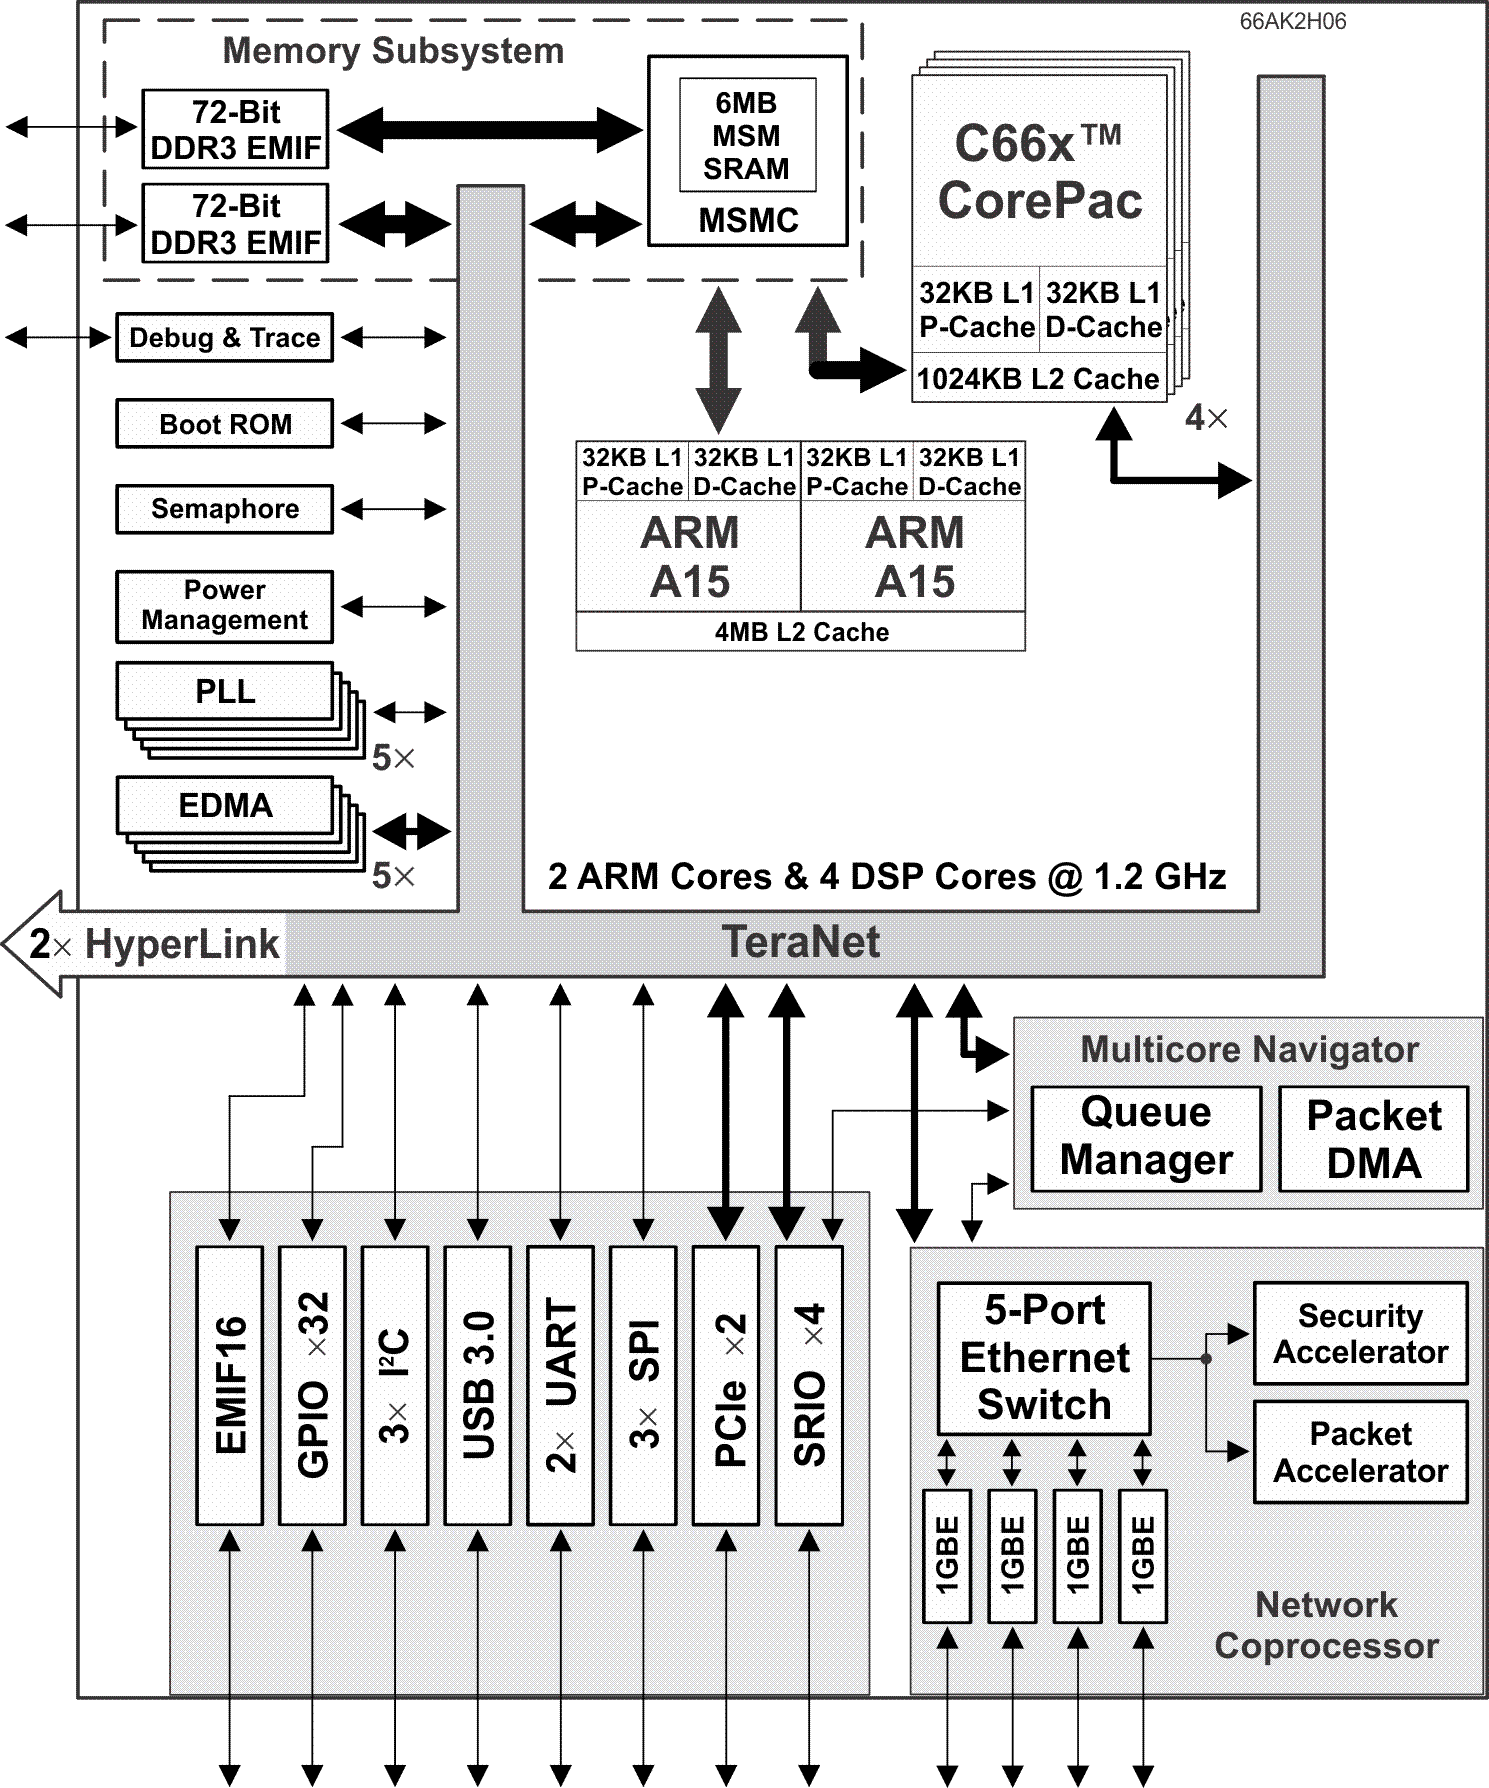 66AK2H06
Memory Subsystem
72-Bit
DDR3 EMIF
72-Bit
DDR3 EMIF
6MB
MSM
SRAM
MSMC
C66x™
CorePac
32KB L1
P-Cache
32KB L1
D-Cache
1024KB L2 Cache
4×
Debug & Trace
Boot ROM
Semaphore
Power
Management
PLL
5×
EDMA
5×
32KB L1
P-Cache
32KB L1
D-Cache
32KB L1
P-Cache
32KB L1
D-Cache
ARM
A15
ARM
A15
4MB L2 Cache
2 ARM Cores & 4 DSP Cores @ 1.2 GHz
2× HyperLink
TeraNet
Multicore Navigator
Queue
Manager
Packet
DMA
EMIF16
GPIO ×32
3× I²C
USB 3.0
2× UART
3× SPI
PCIe ×2
SRIO ×4
5-Port
Ethernet
Switch
Security
Accelerator
Packet
Accelerator
1GBE
1GBE
1GBE
1GBE
Network
Coprocessor